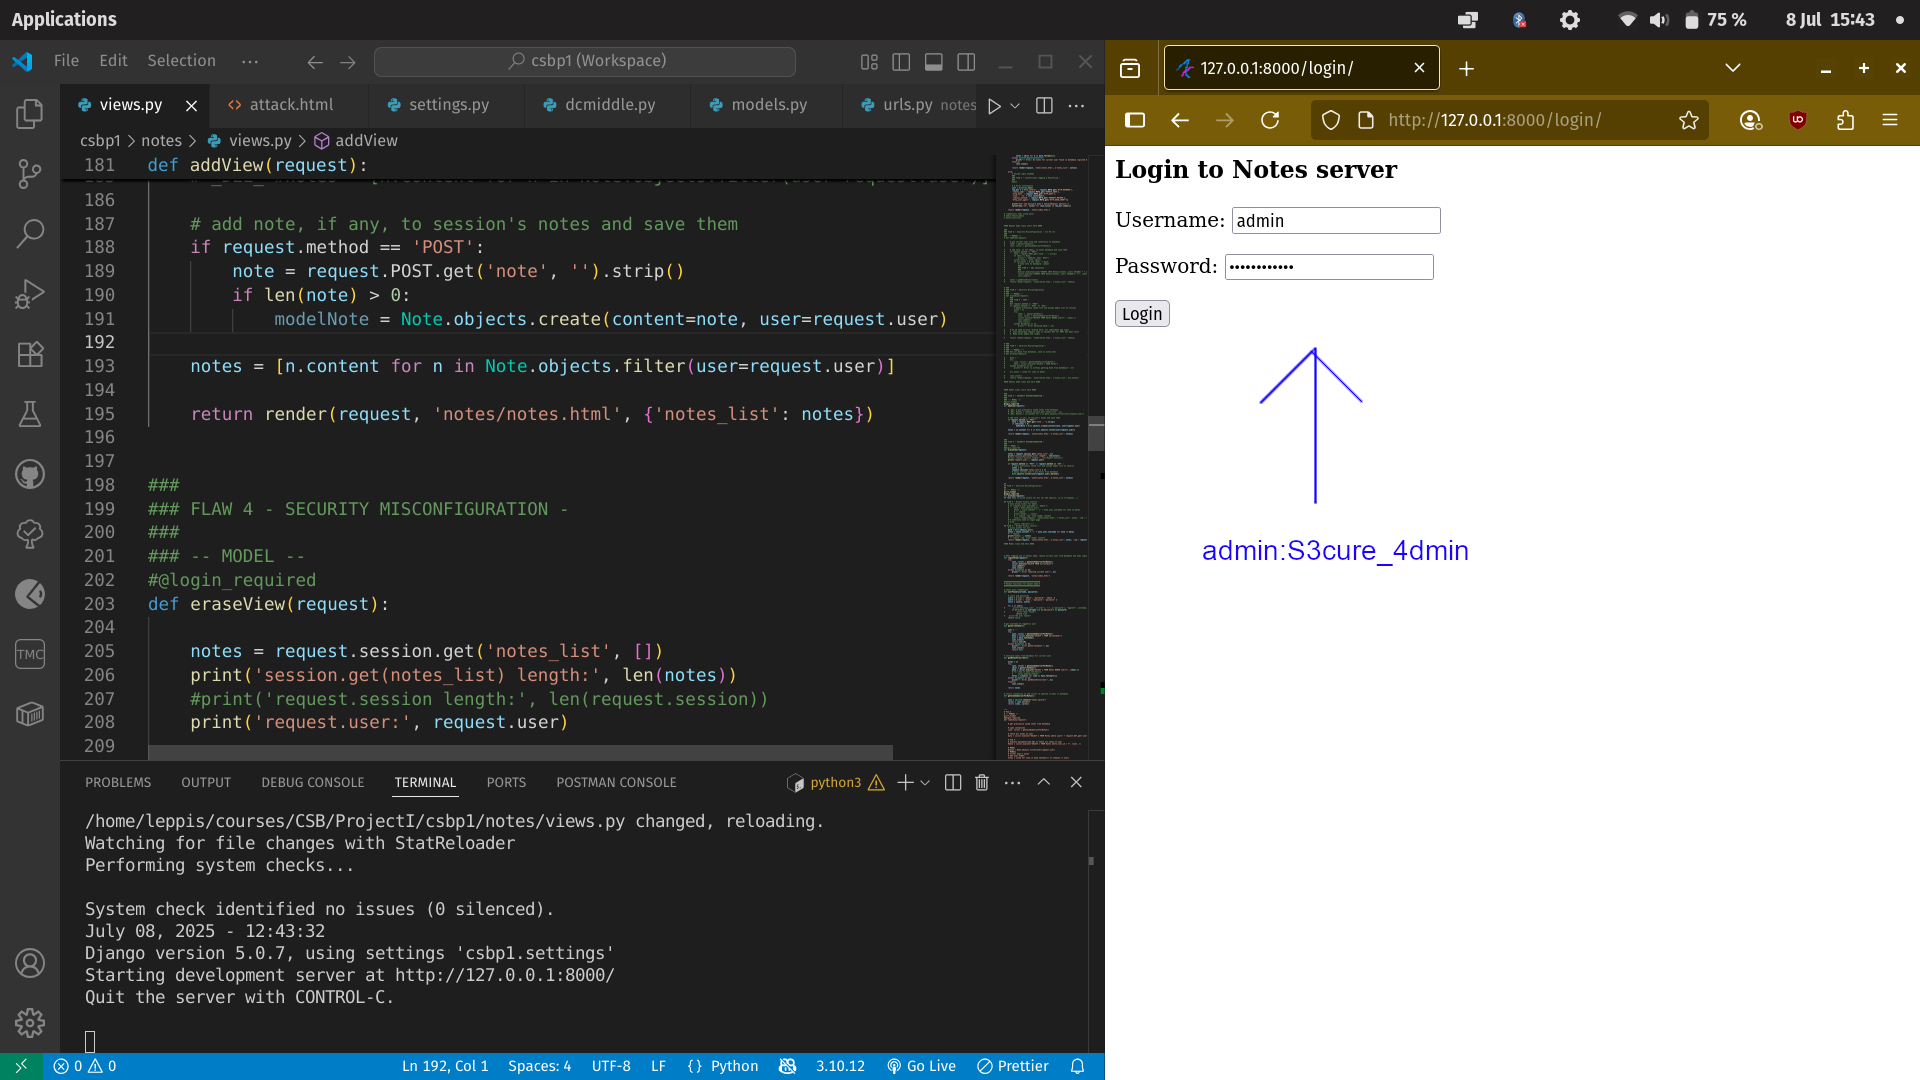 Applications
75 %
8 Jul 15:43
File Edit Selection ···
csbp1 (Workspace)
views.py
attack.html
settings.py
dcmiddle.py
models.py
urls.py notes
csbp1 > notes > views.py > addView
181 def addView(request):
186
187 # add note, if any, to session's notes and save them
188 if request.method == 'POST':
189 note = request.POST.get('note', '').strip()
190 if len(note) > 0:
191 modelNote = Note.objects.create(content=note, user=request.user)
192
193 notes = [n.content for n in Note.objects.filter(user=request.user)]
194
195 return render(request, 'notes/notes.html', {'notes_list': notes})
196
197
198 ###
199 ### FLAW 4 - SECURITY MISCONFIGURATION -
200 ###
201 ### -- MODEL --
202 #@login_required
203 def eraseView(request):
204
205 notes = request.session.get('notes_list', [])
206 print('session.get(notes_list) length:', len(notes))
207 #print('request.session length:', len(request.session))
208 print('request.user:', request.user)
209
PROBLEMS OUTPUT DEBUG CONSOLE TERMINAL PORTS POSTMAN CONSOLE
python3
/home/leppis/courses/CSB/ProjectI/csbp1/notes/views.py changed, reloading.
Watching for file changes with StatReloader
Performing system checks...
System check identified no issues (0 silenced).
July 08, 2025 - 12:43:32
Django version 5.0.7, using settings 'csbp1.settings'
Starting development server at http://127.0.0.1:8000/
Quit the server with CONTROL-C.
TMC
0 0
Ln 192, Col 1 Spaces: 4 UTF-8 LF {} Python 3.10.12 Go Live Prettier
127.0.0.1:8000/login/
http://127.0.0.1:8000/login/
Login to Notes server
Username: admin
Password: ••••••••••••
Login
admin:S3cure_4dmin